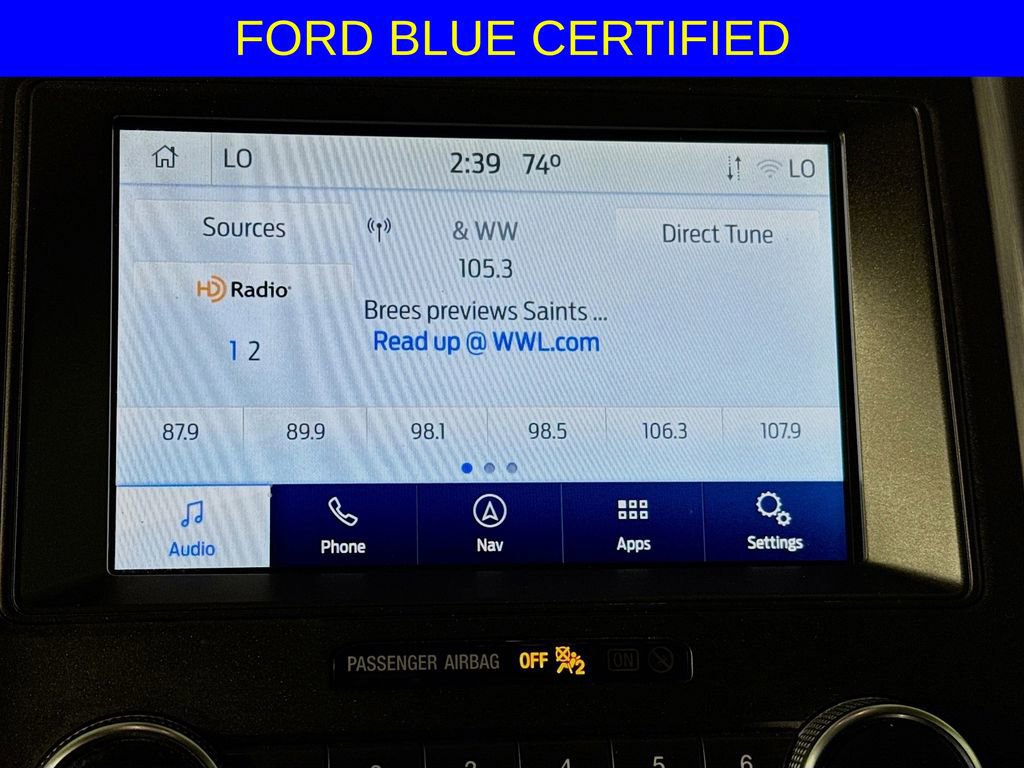 FORD BLUE CERTIFIED
LO 2:39 74º LO
Sources & WW Direct Tune
105.3
HD Radio
Brees previews Saints ...
Read up @ WWL.com
1 2
87.9 89.9 98.1 98.5 106.3 107.9
Audio Phone Nav Apps Settings
PASSENGER AIRBAG OFF 2 ON
4 5 6